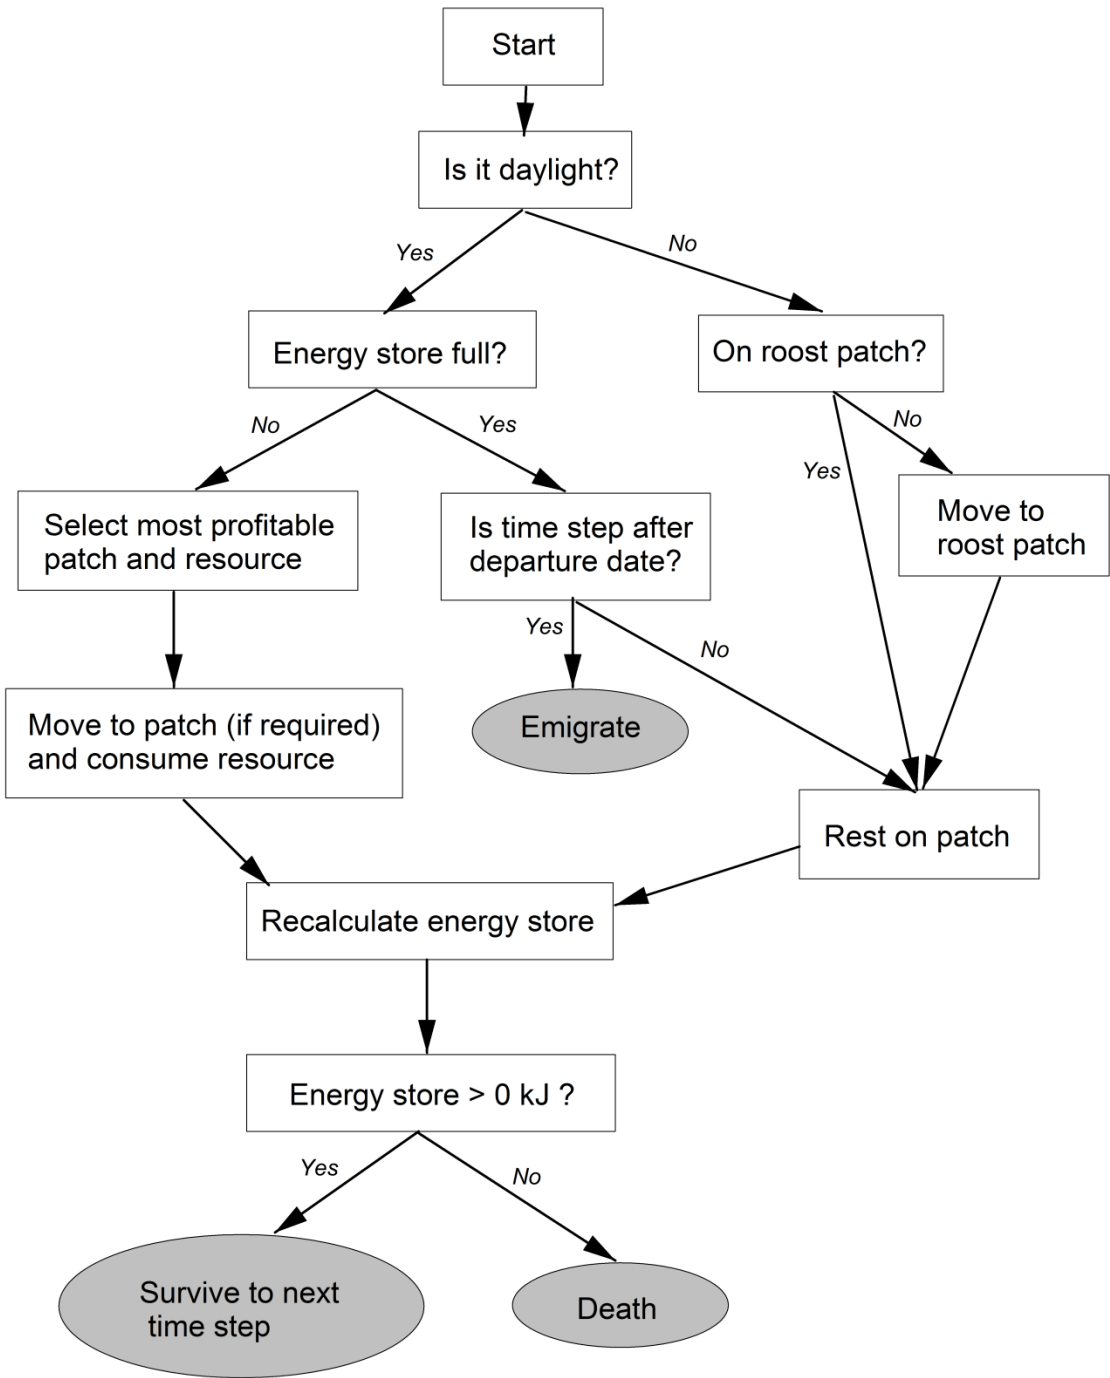 Start
Is it daylight?
Yes
No
Energy store full?
On roost patch?
No
Yes
Yes
No
Select most profitable
patch and resource
Is time step after
departure date?
Move to
roost patch
Yes
No
Move to patch (if required)
and consume resource
Emigrate
Rest on patch
Recalculate energy store
Energy store > 0 kJ ?
Yes
No
Survive to next
time step
Death